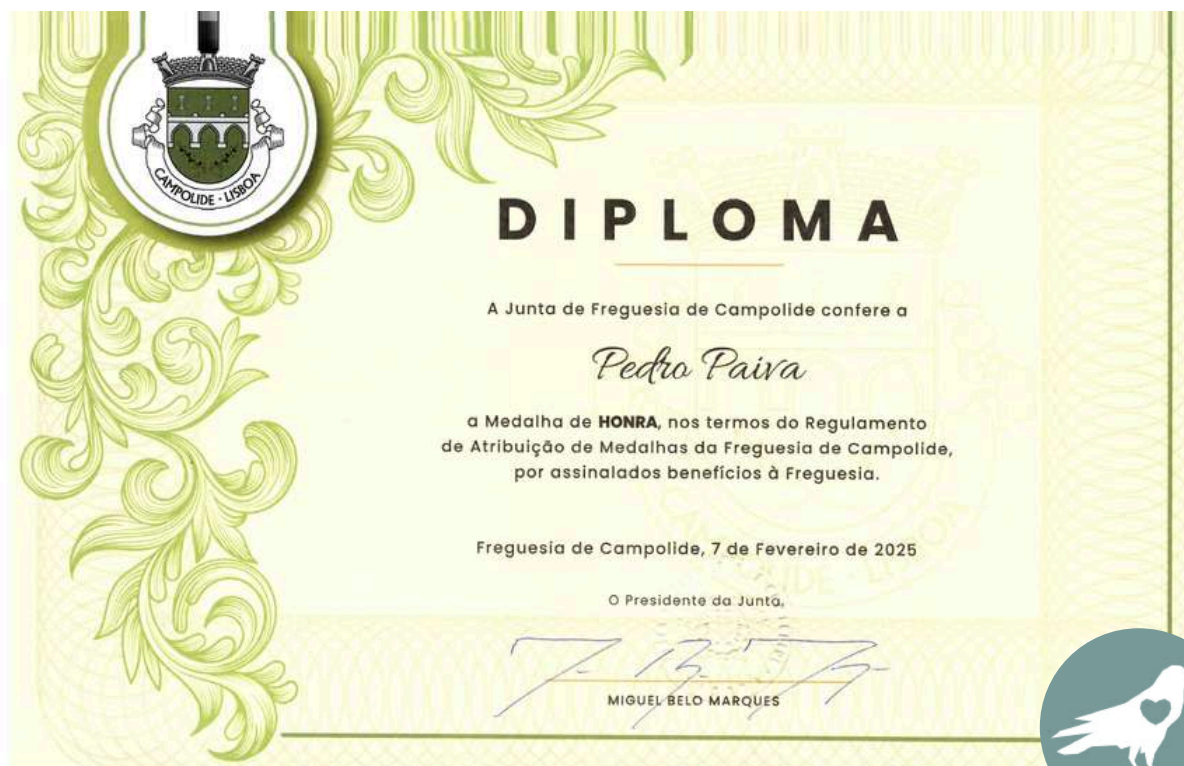 CAMPOLIDE - LISBOA
DIPLOMA
A Junta de Freguesia de Campolide confere a
Pedro Paiva
a Medalha de HONRA, nos termos do Regulamento
de Atribuição de Medalhas da Freguesia de Campolide,
por assinalados benefícios à Freguesia.
Freguesia de Campolide, 7 de Fevereiro de 2025
O Presidente da Junta,
MIGUEL BELO MARQUES